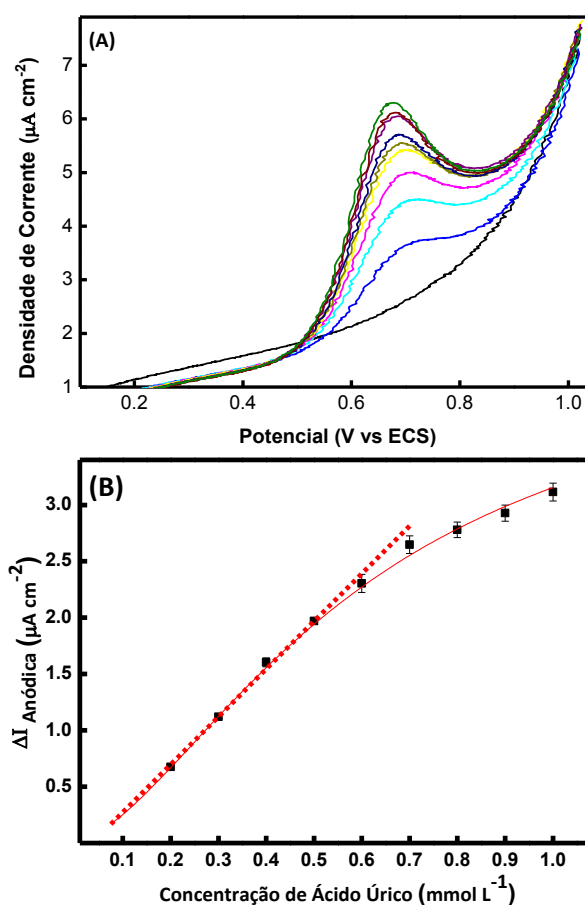 (A)
Densidade de Corrente (µA cm⁻²)
7
6
5
4
3
2
1
0.2 0.4 0.6 0.8 1.0
Potencial (V vs ECS)
(B)
ΔI Anódica (µA cm⁻²)
3.0
2.5
2.0
1.5
1.0
0.5
0.1 0.2 0.3 0.4 0.5 0.6 0.7 0.8 0.9 1.0
Concentração de Ácido Úrico (mmol L⁻¹)